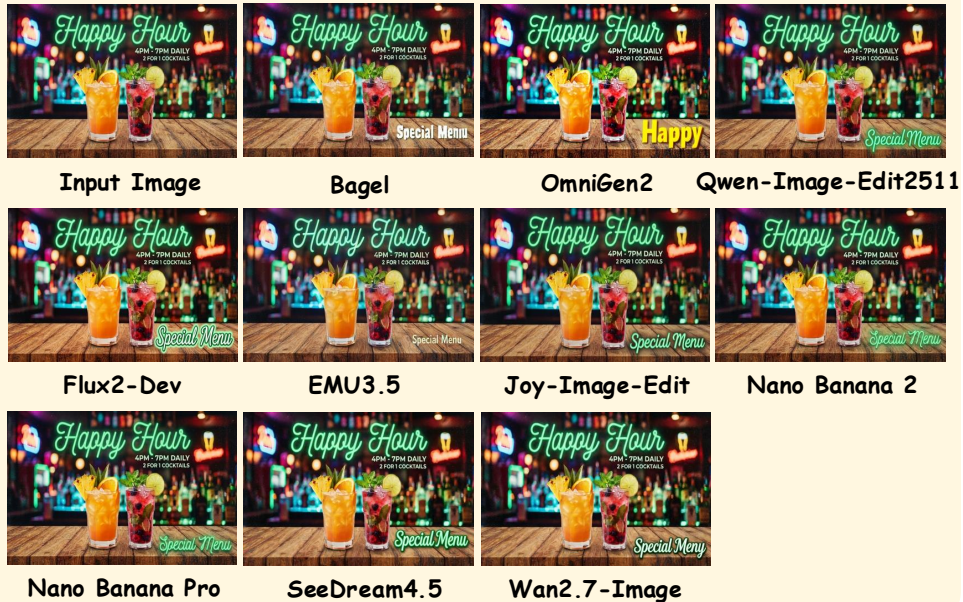 Happy Hour
4PM - 7PM DAILY
2 FOR 1 COCKTAILS
Input Image
Happy Hour
4PM - 7PM DAILY
2 FOR 1 COCKTAILS
Special Menu
Bagel
Happy Hour
4PM - 7PM DAILY
2 FOR 1 COCKTAILS
Happy
OmniGen2
Happy Hour
4PM - 7PM DAILY
2 FOR 1 COCKTAILS
Special Menu
Qwen-Image-Edit2511
Happy Hour
4PM - 7PM DAILY
2 FOR 1 COCKTAILS
Special Menu
Flux2-Dev
Happy Hour
4PM - 7PM DAILY
2 FOR 1 COCKTAILS
Special Menu
EMU3.5
Happy Hour
4PM - 7PM DAILY
2 FOR 1 COCKTAILS
Special Menu
Joy-Image-Edit
Happy Hour
4PM - 7PM DAILY
2 FOR 1 COCKTAILS
Special Menu
Nano Banana 2
Happy Hour
4PM - 7PM DAILY
2 FOR 1 COCKTAILS
Special Menu
Nano Banana Pro
Happy Hour
4PM - 7PM DAILY
2 FOR 1 COCKTAILS
Special Menu
SeeDream4.5
Happy Hour
4PM - 7PM DAILY
2 FOR 1 COCKTAILS
Special Meny
Wan2.7-Image